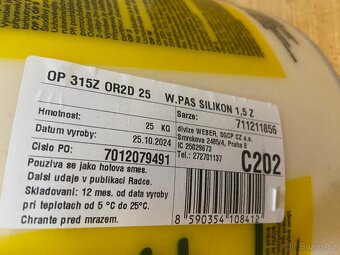 OP 315Z OR2D 25 W.PAS SILIKON 1,5 Z
Hmotnost: 25 KG
Datum vyroby: 25.10.2024
Cislo PO: 7012079491
Sarze: 711211856
divize WEBER, SGCP CZ a.s.
Smrckova 2485/4, Praha 8
IC 25029673
Tel.: 272701137
C202
Pouziva se jako hotova smes.
Dalsi udaje v publikaci Radce.
Skladovani: 12 mes. od data vyroby
pri teplotach od 5 °C do 25°C.
Chrante pred mrazem.
8 590354 108412